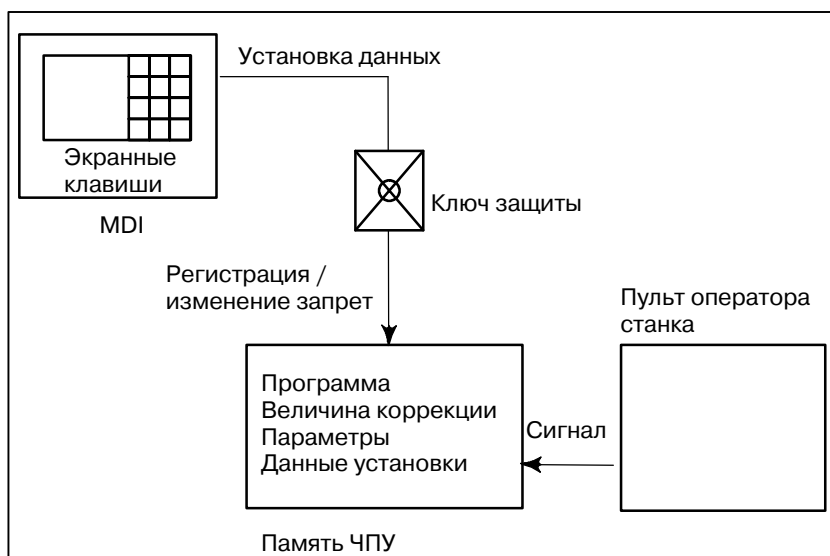 Установка данных
Экранные
клавиши
MDI
Ключ защиты
Регистрация /
изменение запрет
Пульт оператора
станка
Программа
Величина коррекции
Параметры
Данные установки
Сигнал
Память ЧПУ